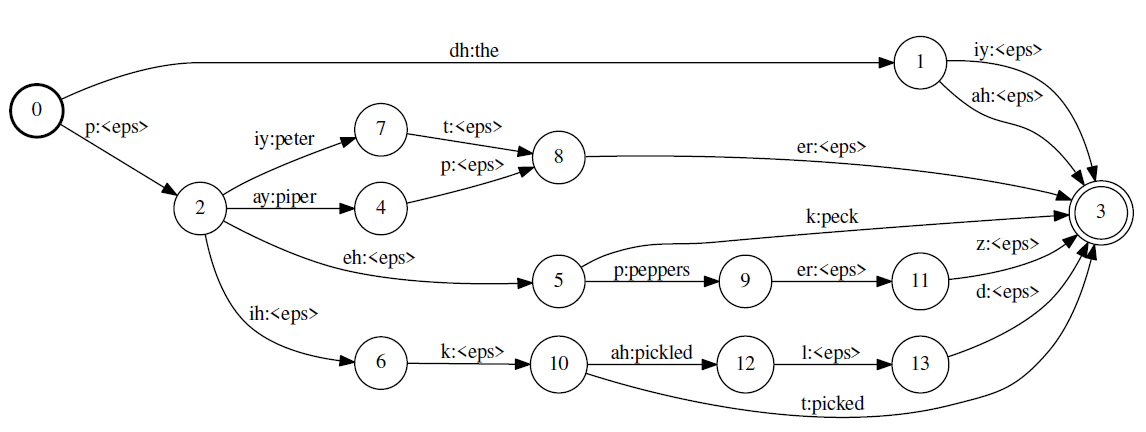 dh:the
1
iy:<eps>
ah:<eps>
0
p:<eps>
7
iy:peter
t:<eps>
8
p:<eps>
er:<eps>
2
ay:piper
4
3
k:peck
eh:<eps>
5
p:peppers
9
er:<eps>
11
z:<eps>
d:<eps>
ih:<eps>
6
k:<eps>
10
ah:pickled
12
l:<eps>
13
t:picked